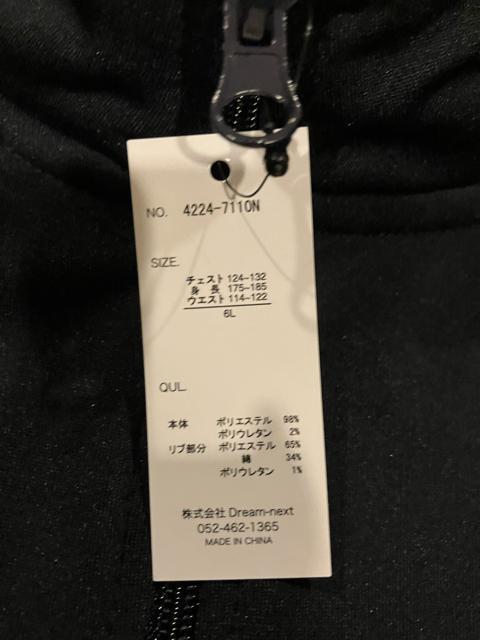 NO. 4224-7110N
SIZE.
チェスト 124~132
身長 175~185
ウエスト 114~122
6L
QUL.
本体 ポリエステル 98%
ポリウレタン 2%
リブ部分 ポリエステル 65%
綿 34%
ポリウレタン 1%
株式会社 Dream-next
052-462-1365
MADE IN CHINA